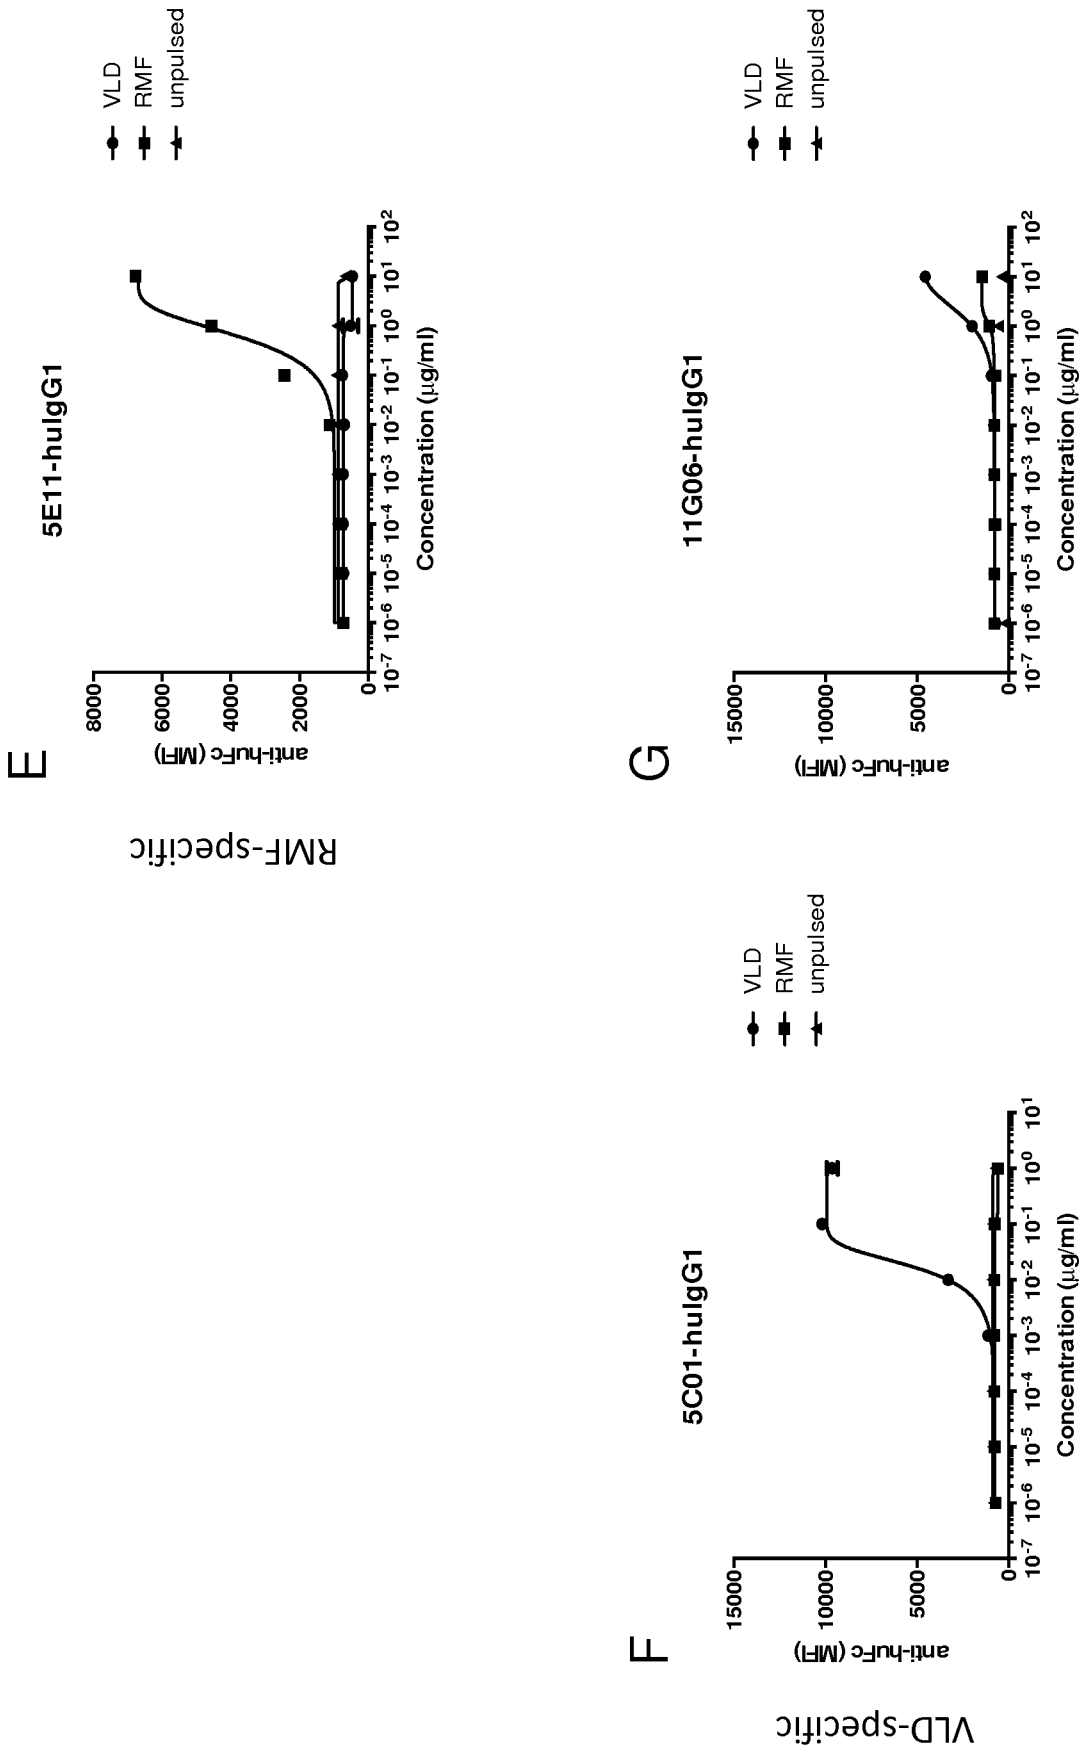 E
RMF-specific
5E11-huIgG1
anti-huFc (MFI)
8000
6000
4000
2000
0
10-7 10-6 10-5 10-4 10-3 10-2 10-1 100 101 102
Concentration (µg/ml)
VLD
RMF
unpulsed
F
VLD-specific
5C01-huIgG1
anti-huFc (MFI)
15000
10000
5000
0
10-7 10-6 10-5 10-4 10-3 10-2 10-1 100 101
Concentration (µg/ml)
VLD
RMF
unpulsed
G
11G06-huIgG1
anti-huFc (MFI)
15000
10000
5000
0
10-7 10-6 10-5 10-4 10-3 10-2 10-1 100 101 102
Concentration (µg/ml)
VLD
RMF
unpulsed